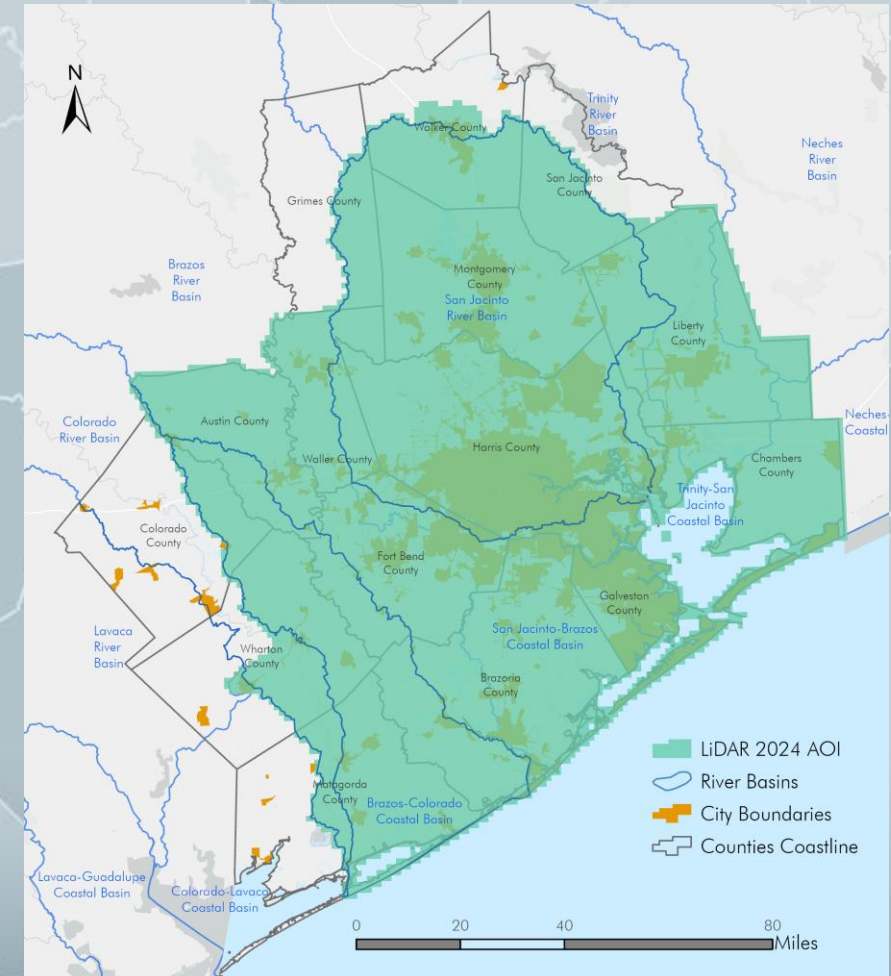 N
Trinity
River
Basin
Walker County
Neches
River
Basin
San Jacinto
County
Grimes County
Brazos
River
Basin
Montgomery
County
San Jacinto
River Basin
Liberty
County
Colorado
River Basin
Austin County
Neches-
Coastal
Harris County
Waller County
Chambers
County
Trinity-San
Jacinto
Coastal Basin
Colorado
County
Fort Bend
County
Galveston
County
Lavaca
River
Basin
San Jacinto-Brazos
Coastal Basin
Wharton
County
Brazoria
County
LiDAR 2024 AOI
River Basins
City Boundaries
Counties Coastline
Matagorda
County
Brazos-Colorado
Coastal Basin
Lavaca-Guadalupe
Coastal Basin
Colorado-Lavaca
Coastal Basin
0 20 40 80
Miles